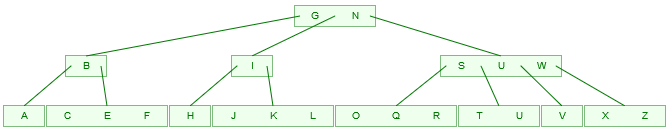 G N
B I S U W
A C E F H J K L O Q R T U V X Z